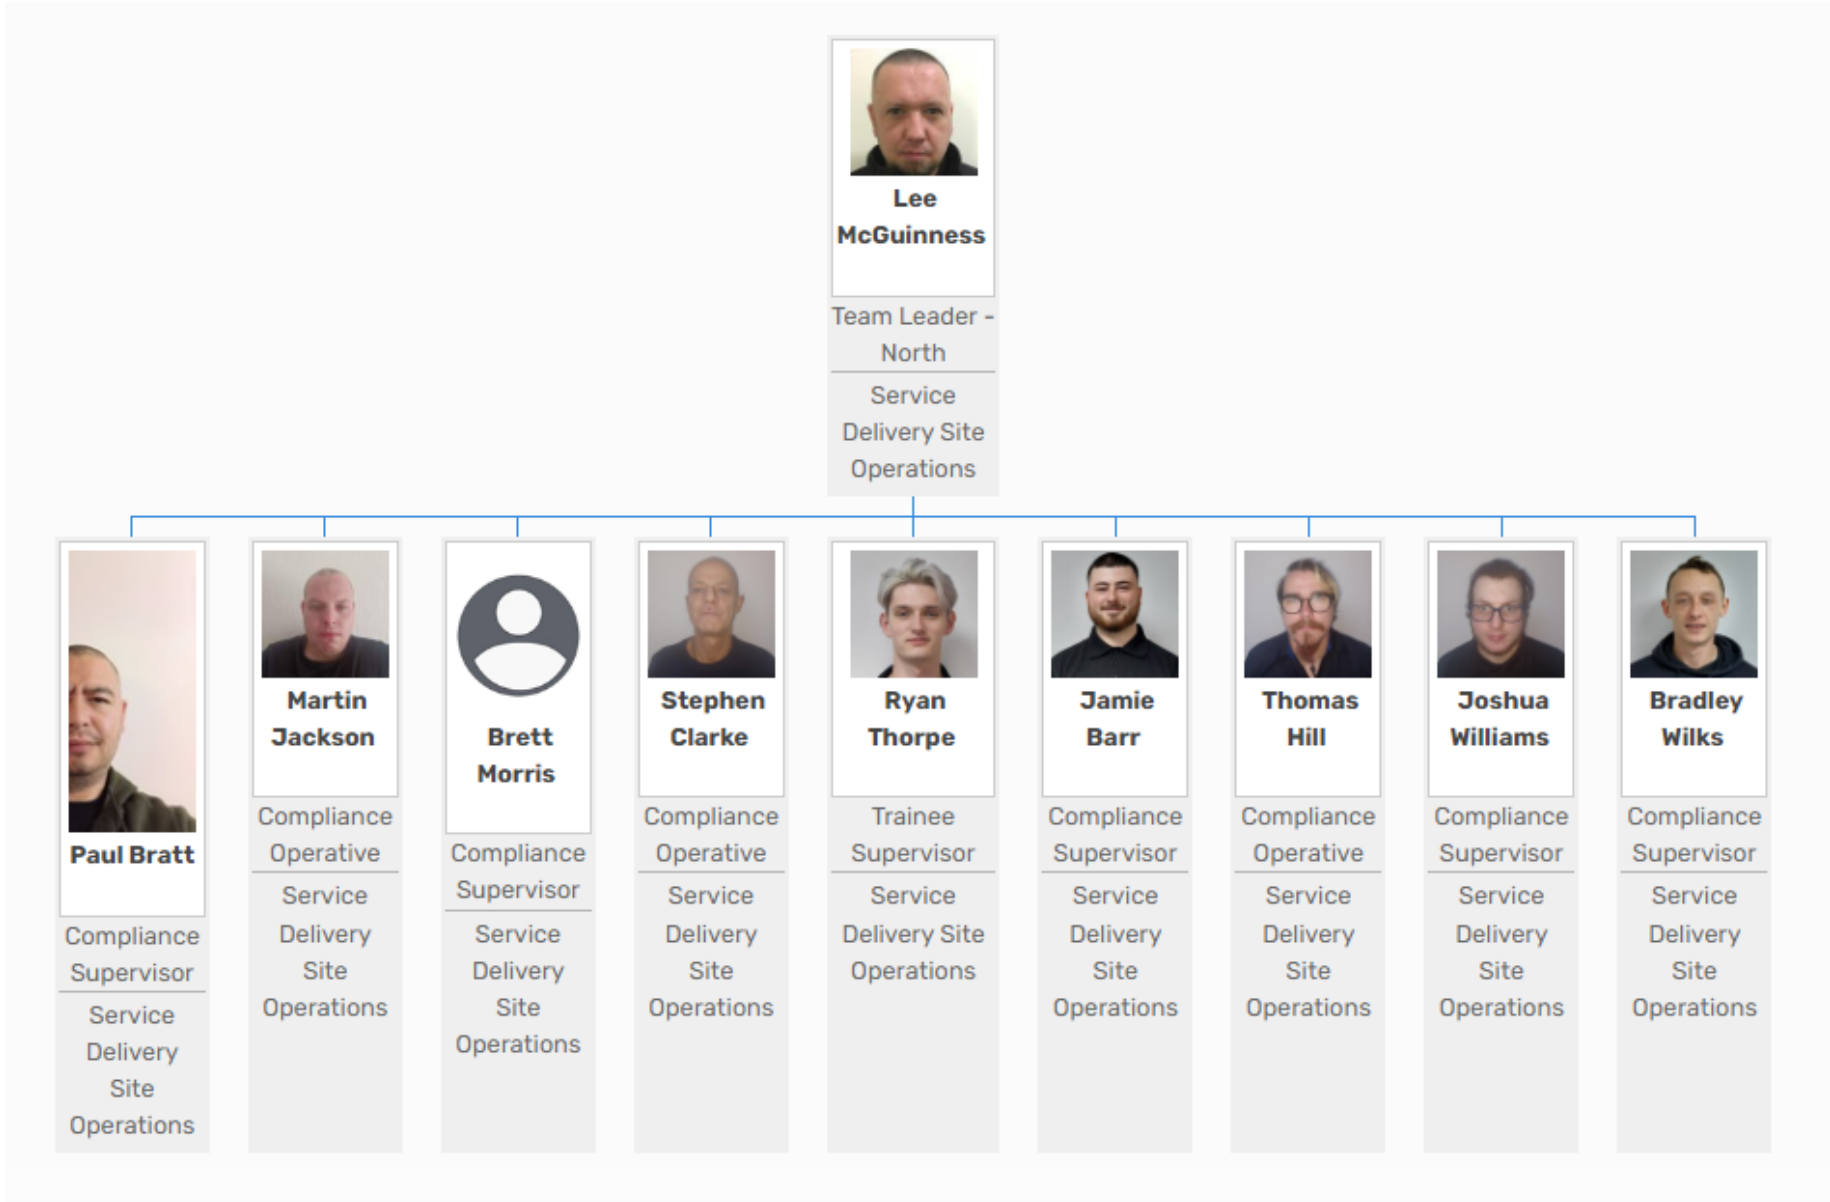 Lee
McGuinness
Team Leader -
North
Service
Delivery Site
Operations
Paul Bratt
Compliance
Supervisor
Service
Delivery
Site
Operations
Martin
Jackson
Compliance
Operative
Service
Delivery
Site
Operations
Brett
Morris
Compliance
Supervisor
Service
Delivery
Site
Operations
Stephen
Clarke
Compliance
Operative
Service
Delivery
Site
Operations
Ryan
Thorpe
Trainee
Supervisor
Service
Delivery Site
Operations
Jamie
Barr
Compliance
Supervisor
Service
Delivery
Site
Operations
Thomas
Hill
Compliance
Operative
Service
Delivery
Site
Operations
Joshua
Williams
Compliance
Supervisor
Service
Delivery
Site
Operations
Bradley
Wilks
Compliance
Supervisor
Service
Delivery
Site
Operations